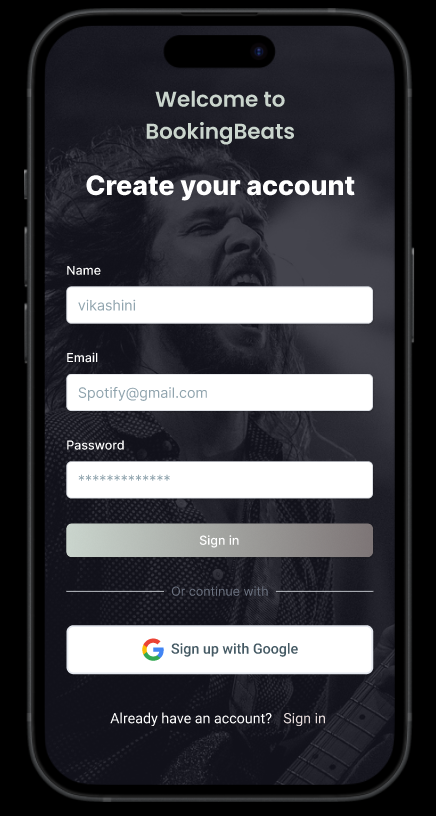 Welcome to
BookingBeats
Create your account
Name
vikashini
Email
Spotify@gmail.com
Password
*************
Sign in
Or continue with
Sign up with Google
Already have an account? Sign in